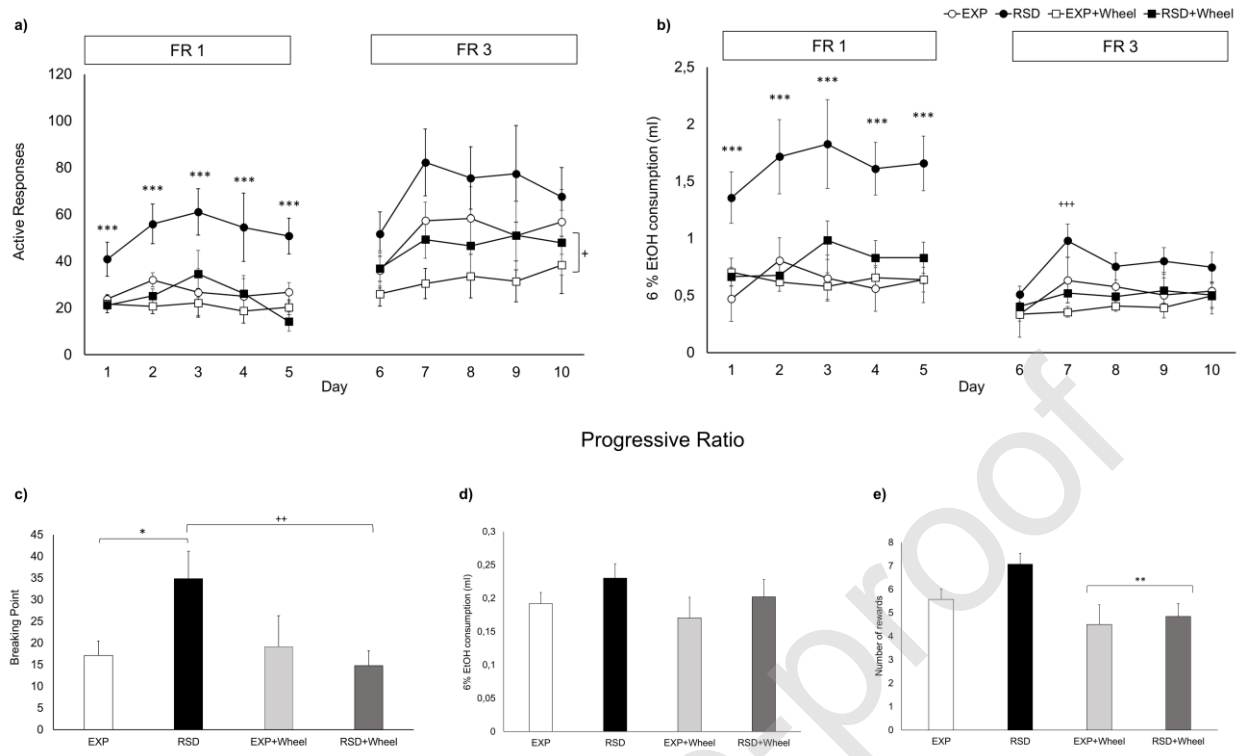 EXP RSD EXP+Wheel RSD+Wheel
a)
FR 1 FR 3
Active Responses
120
100
80
60
40
20
0
*** *** *** *** ***
+
1 2 3 4 5 6 7 8 9 10
Day
b)
FR 1 FR 3
6 % EtOH consumption (ml)
2,5
2
1,5
1
0,5
0
*** *** *** *** ***
+++
1 2 3 4 5 6 7 8 9 10
Day
Progressive Ratio
c)
Breaking Point
45
40
35
30
25
20
15
10
5
0
* ++
EXP RSD EXP+Wheel RSD+Wheel
d)
6% EtOH consumption (ml)
0,3
0,25
0,2
0,15
0,1
0,05
0
EXP RSD EXP+Wheel RSD+Wheel
e)
Number of rewards
8
7
6
5
4
3
2
1
0
**
EXP RSD EXP+Wheel RSD+Wheel
e-proof